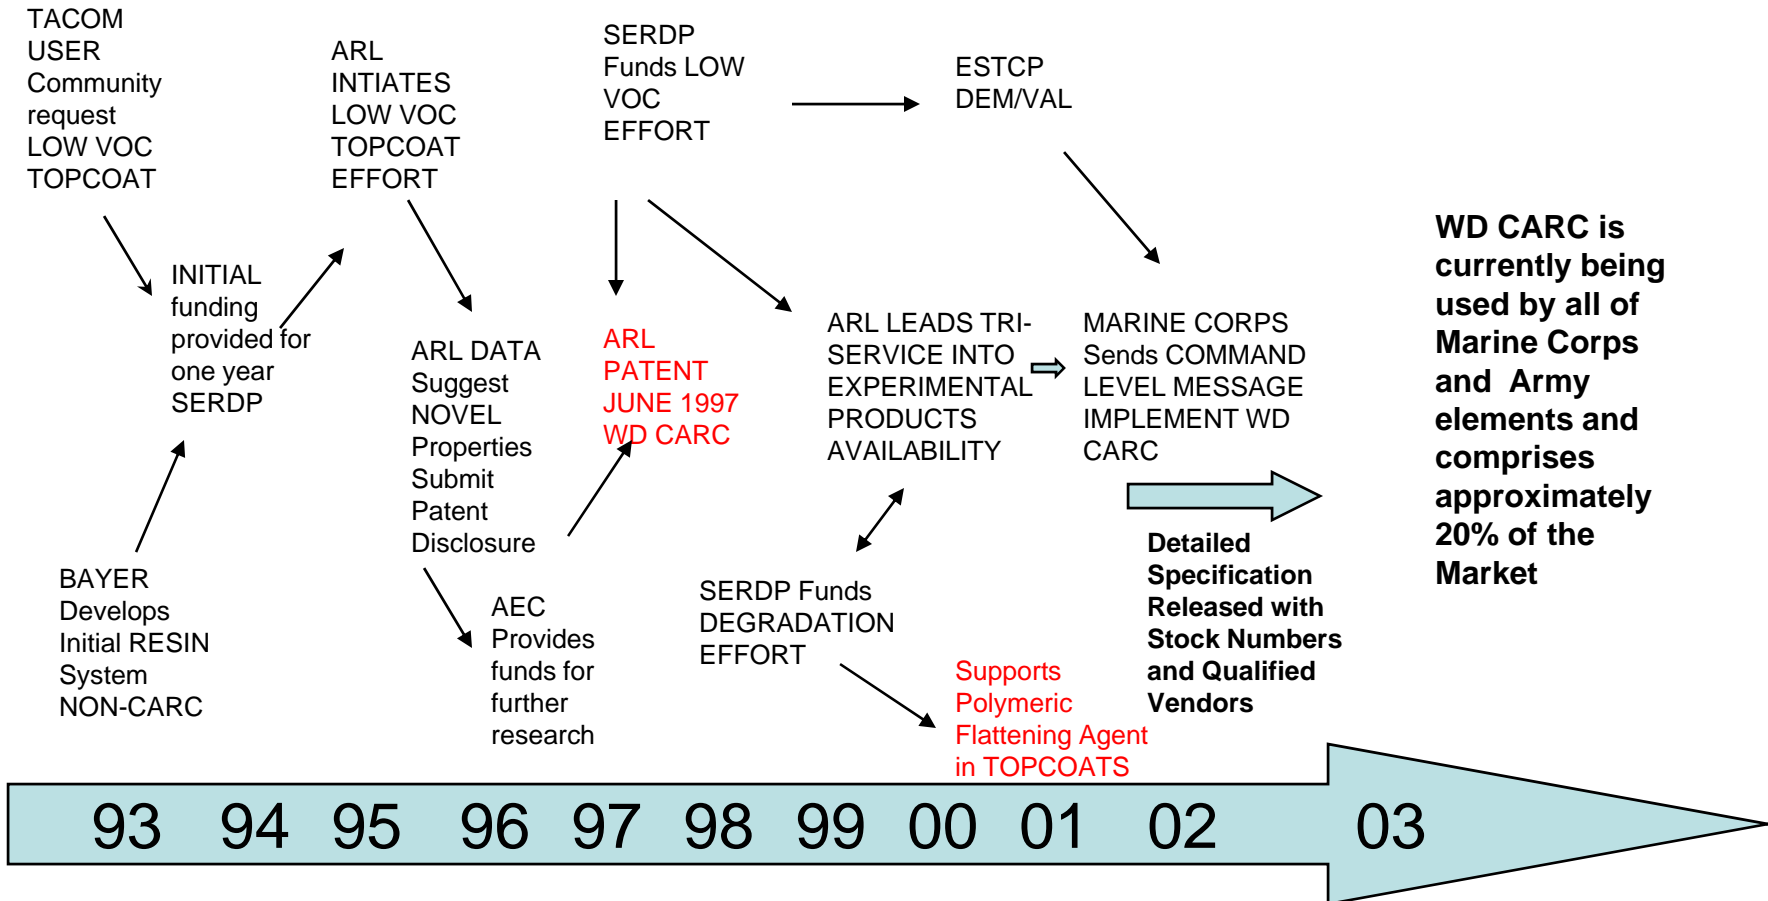 TACOM
USER
Community
request
LOW VOC
TOPCOAT
ARL
INTIATES
LOW VOC
TOPCOAT
EFFORT
SERDP
Funds LOW
VOC
EFFORT
ESTCP
DEM/VAL
INITIAL
funding
provided for
one year
SERDP
ARL DATA
Suggest
NOVEL
Properties
Submit
Patent
Disclosure
ARL
PATENT
JUNE 1997
WD CARC
ARL LEADS TRI-
SERVICE INTO
EXPERIMENTAL
PRODUCTS
AVAILABILITY
MARINE CORPS
Sends COMMAND
LEVEL MESSAGE
IMPLEMENT WD
CARC
WD CARC is
currently being
used by all of
Marine Corps
and Army
elements and
comprises
approximately
20% of the
Market
BAYER
Develops
Initial RESIN
System
NON-CARC
AEC
Provides
funds for
further
research
SERDP Funds
DEGRADATION
EFFORT
Supports
Polymeric
Flattening Agent
in TOPCOATS
Detailed
Specification
Released with
Stock Numbers
and Qualified
Vendors
93 94 95 96 97 98 99 00 01 02 03